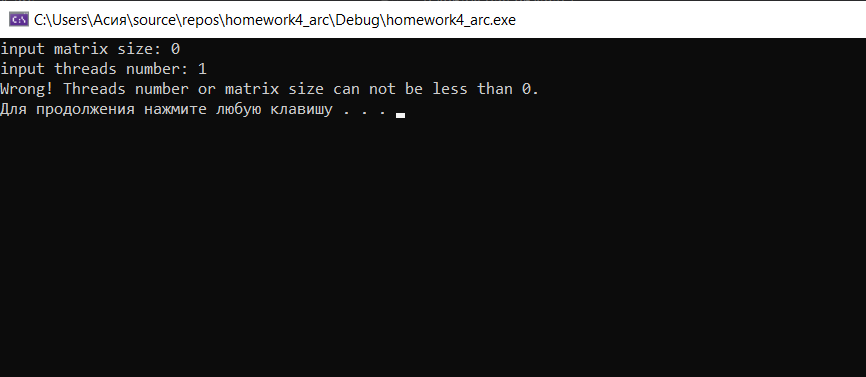 C:\Users\Асия\source\repos\homework4_arc\Debug\homework4_arc.exe
input matrix size: 0
input threads number: 1
Wrong! Threads number or matrix size can not be less than 0.
Для продолжения нажмите любую клавишу . . .